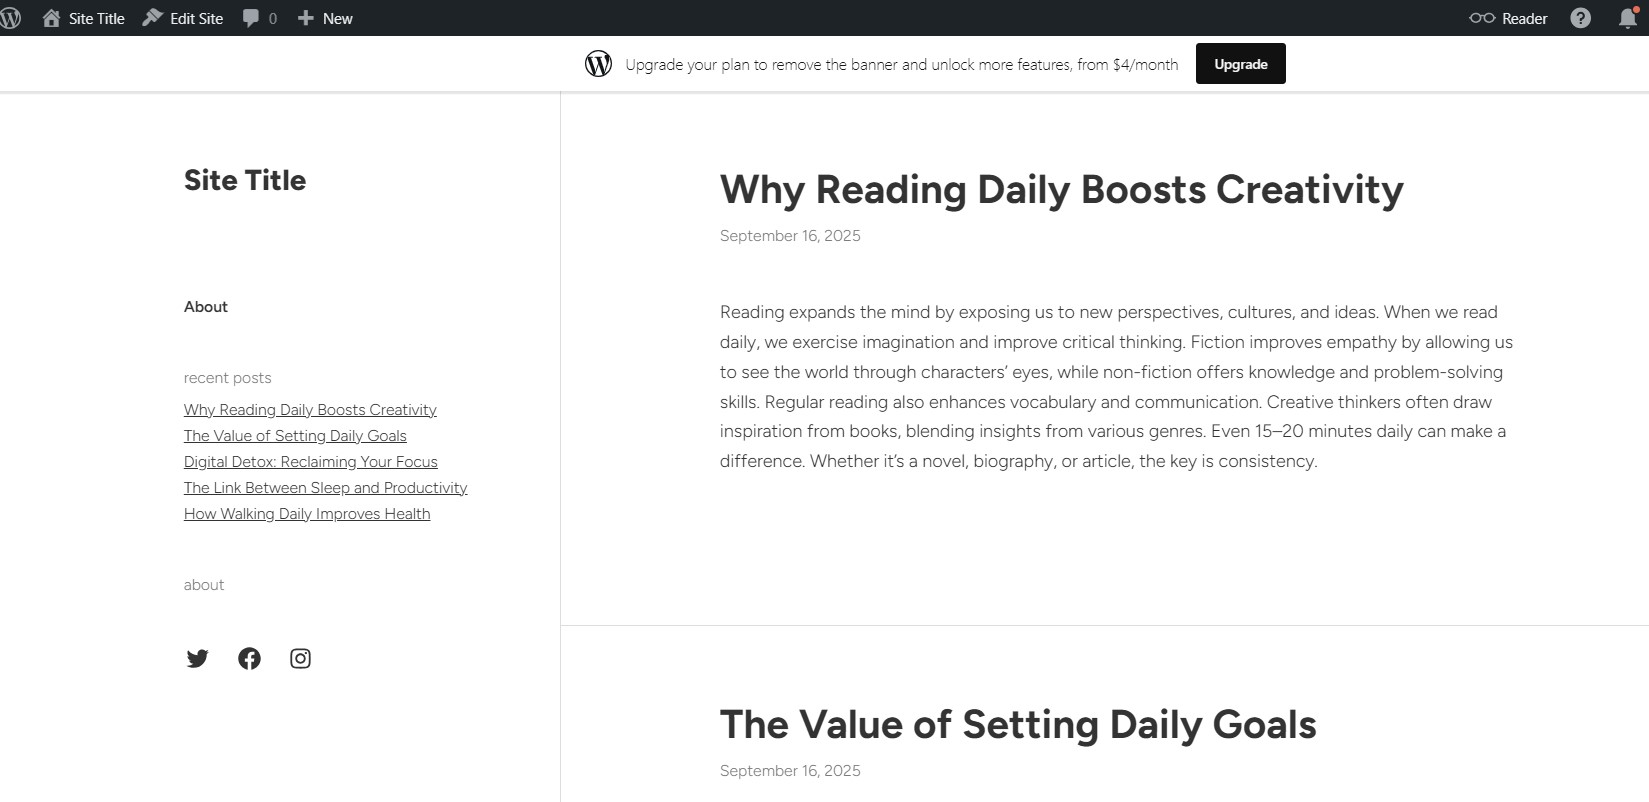 Site Title
Edit Site
0
New
Reader
Upgrade your plan to remove the banner and unlock more features, from $4/month
Upgrade
Site Title
About
recent posts
Why Reading Daily Boosts Creativity
The Value of Setting Daily Goals
Digital Detox: Reclaiming Your Focus
The Link Between Sleep and Productivity
How Walking Daily Improves Health
about
Why Reading Daily Boosts Creativity
September 16, 2025
Reading expands the mind by exposing us to new perspectives, cultures, and ideas. When we read
daily, we exercise imagination and improve critical thinking. Fiction improves empathy by allowing us
to see the world through characters’ eyes, while non-fiction offers knowledge and problem-solving
skills. Regular reading also enhances vocabulary and communication. Creative thinkers often draw
inspiration from books, blending insights from various genres. Even 15–20 minutes daily can make a
difference. Whether it’s a novel, biography, or article, the key is consistency.
The Value of Setting Daily Goals
September 16, 2025